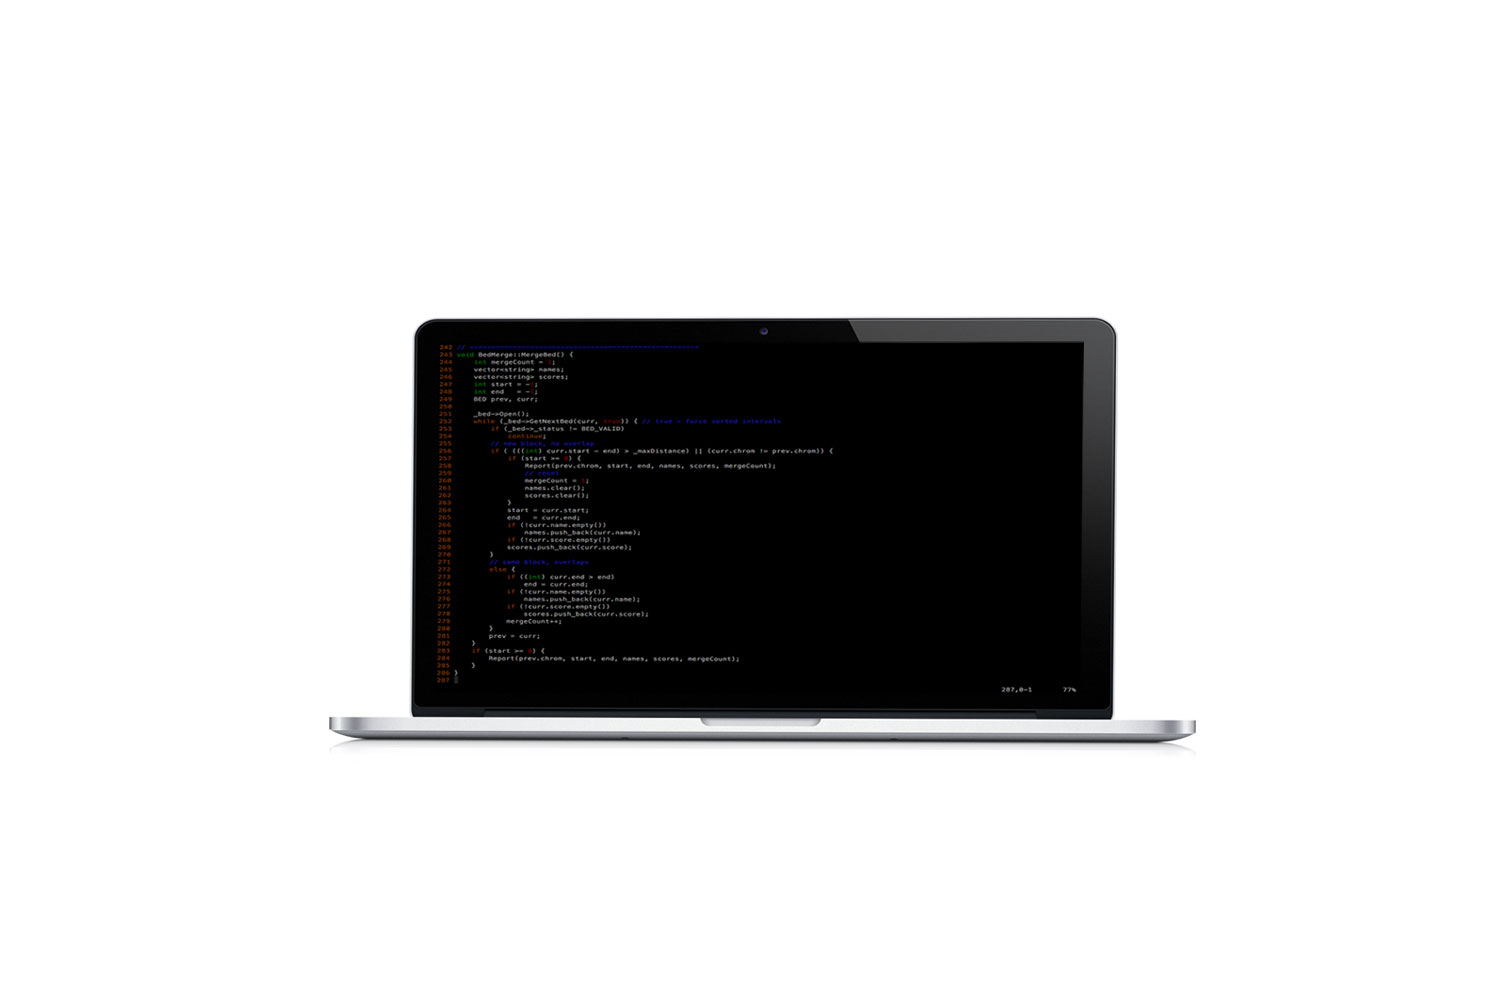 242 // 
243 void BedMerge::MergeBed() {
244 int mergeCount = 1;
245 vector<string> names;
246 vector<string> scores;
247 int start = -1;
248 int end = -1;
249 BED prev, curr;
250
251 _bed->Open();
252 while (_bed->GetNextBed(curr, true)) { // true = force sorted intervals
253 if (_bed->_status != BED_VALID)
254 continue;
255 // new block, no overlap
256 if ( (((int) curr.start - end) > _maxDistance) || (curr.chrom != prev.chrom)) {
257 if (start >= 0) {
258 Report(prev.chrom, start, end, names, scores, mergeCount);
259 // reset
260 mergeCount = 1;
261 names.clear();
262 scores.clear();
263 }
264 start = curr.start;
265 end = curr.end;
266 if (!curr.name.empty())
267 names.push_back(curr.name);
268 if (!curr.score.empty())
269 scores.push_back(curr.score);
270 }
271 // same block, overlaps
272 else {
273 if ((int) curr.end > end)
274 end = curr.end;
275 if (!curr.name.empty())
276 names.push_back(curr.name);
277 if (!curr.score.empty())
278 scores.push_back(curr.score);
279 mergeCount++;
280 }
281 prev = curr;
282 }
283 if (start >= 0) {
284 Report(prev.chrom, start, end, names, scores, mergeCount);
285 }
286 }
287
287,0-1 77%